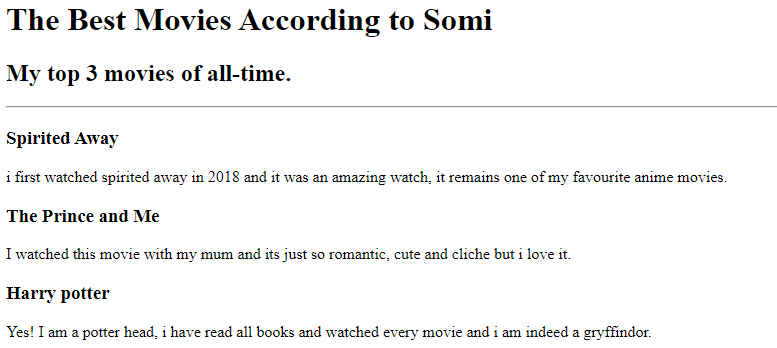 The Best Movies According to Somi
My top 3 movies of all-time.
Spirited Away
i first watched spirited away in 2018 and it was an amazing watch, it remains one of my favourite anime movies.
The Prince and Me
I watched this movie with my mum and its just so romantic, cute and cliche but i love it.
Harry potter
Yes! I am a potter head, i have read all books and watched every movie and i am indeed a gryffindor.